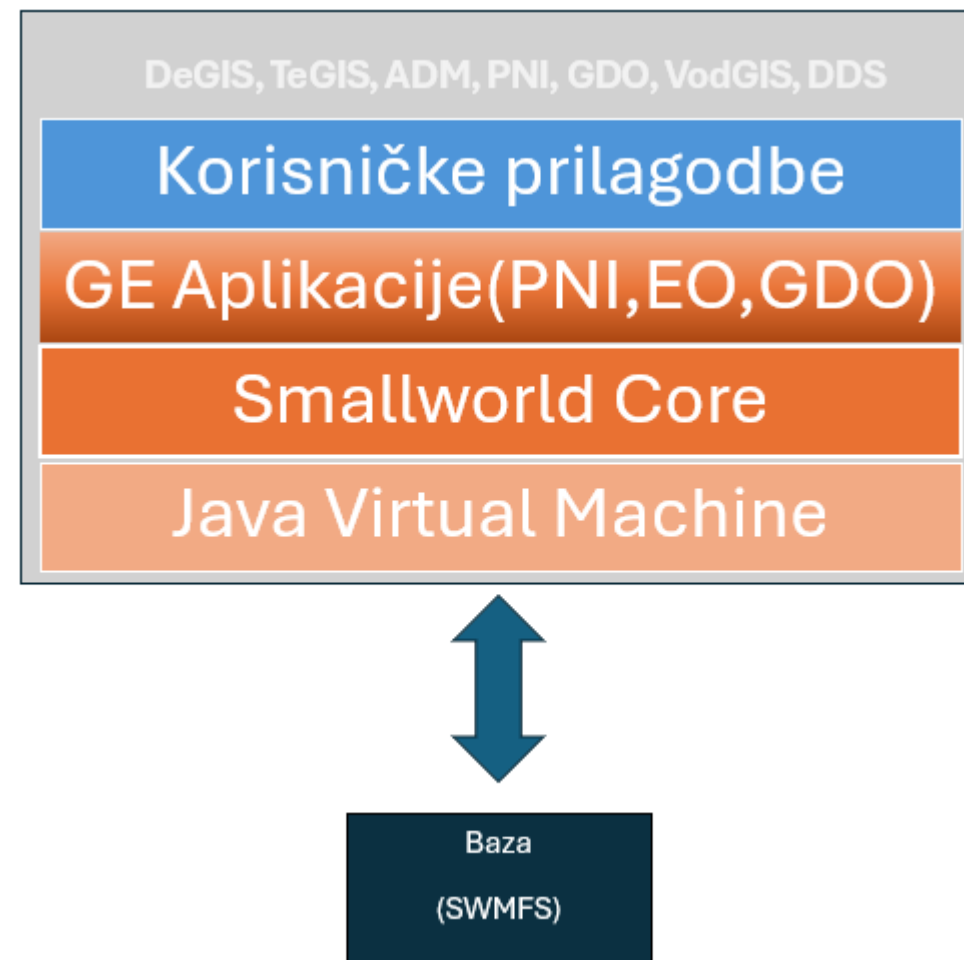 DeGIS, TeGIS, ADM, PNI, GDO, VodGIS, DDS
Korisničke prilagodbe
GE Aplikacije(PNI,EO,GDO)
Smallworld Core
Java Virtual Machine
Baza
(SWMFS)